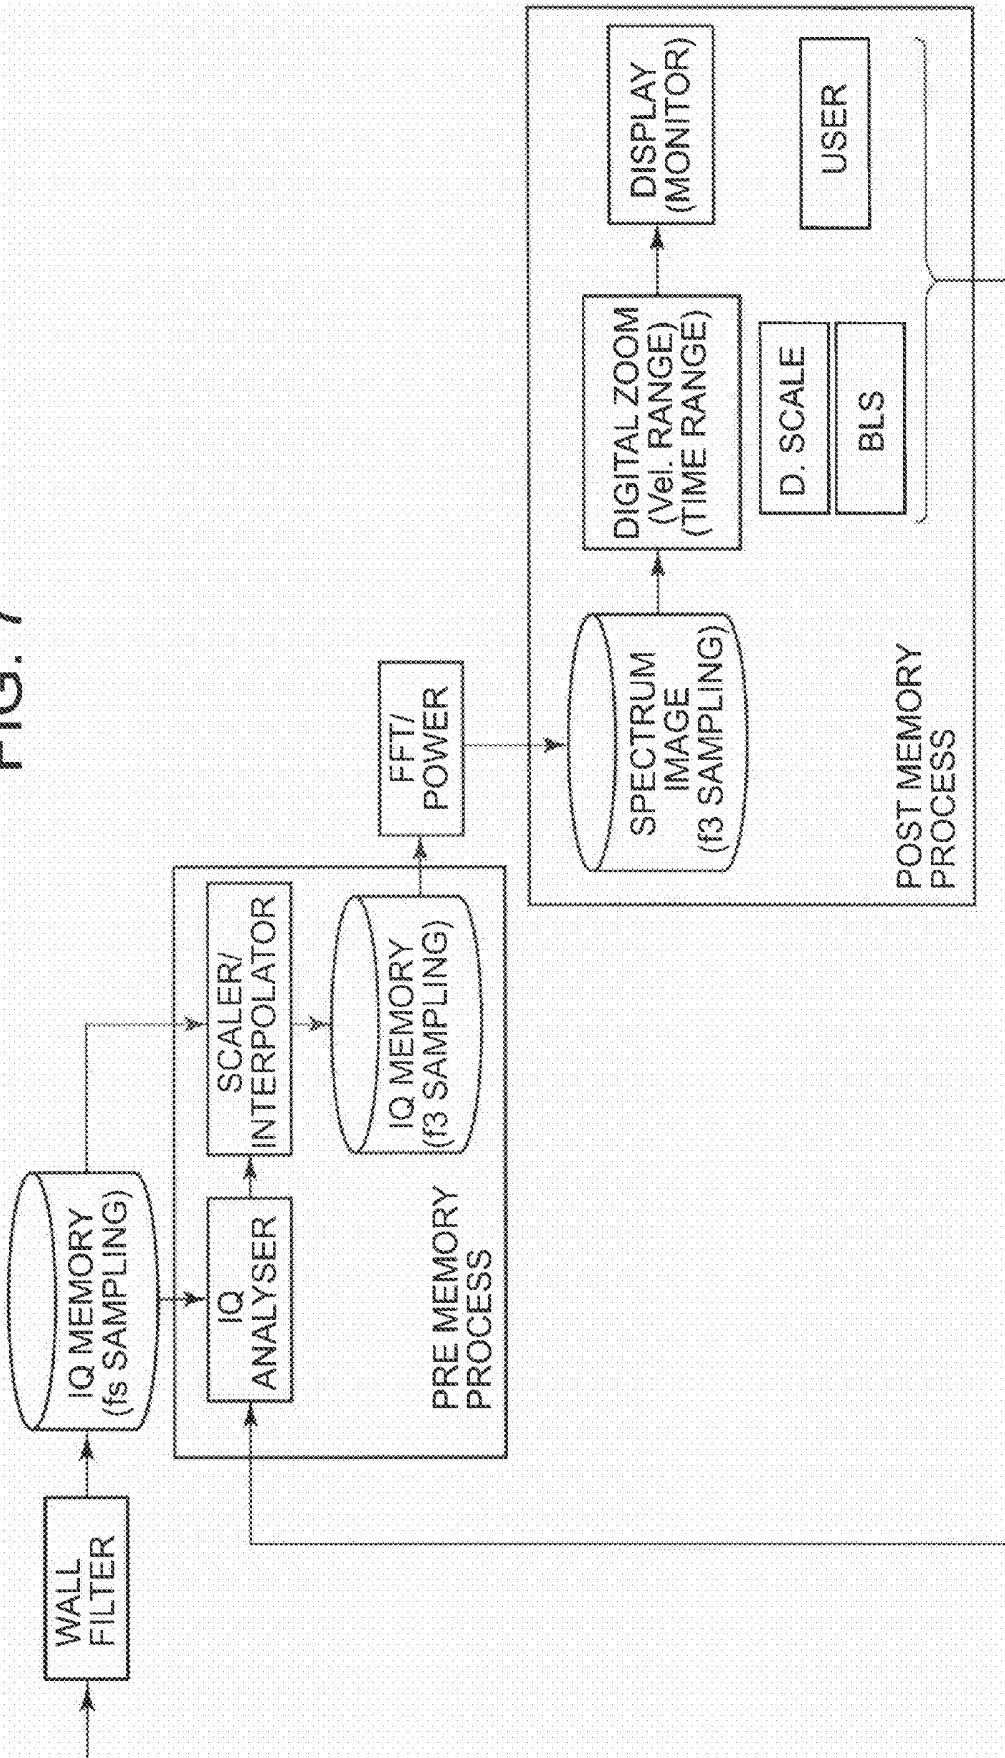 FIG. 7
WALL
FILTER
IQ MEMORY
(fs SAMPLING)
IQ
ANALYSER
SCALER/
INTERPOLATOR
IQ MEMORY
(f3 SAMPLING)
PRE MEMORY
PROCESS
FFT/
POWER
SPECTRUM
IMAGE
(f3 SAMPLING)
DIGITAL ZOOM
(Vel. RANGE)
(TIME RANGE)
DISPLAY
(MONITOR)
D. SCALE
BLS
USER
POST MEMORY
PROCESS